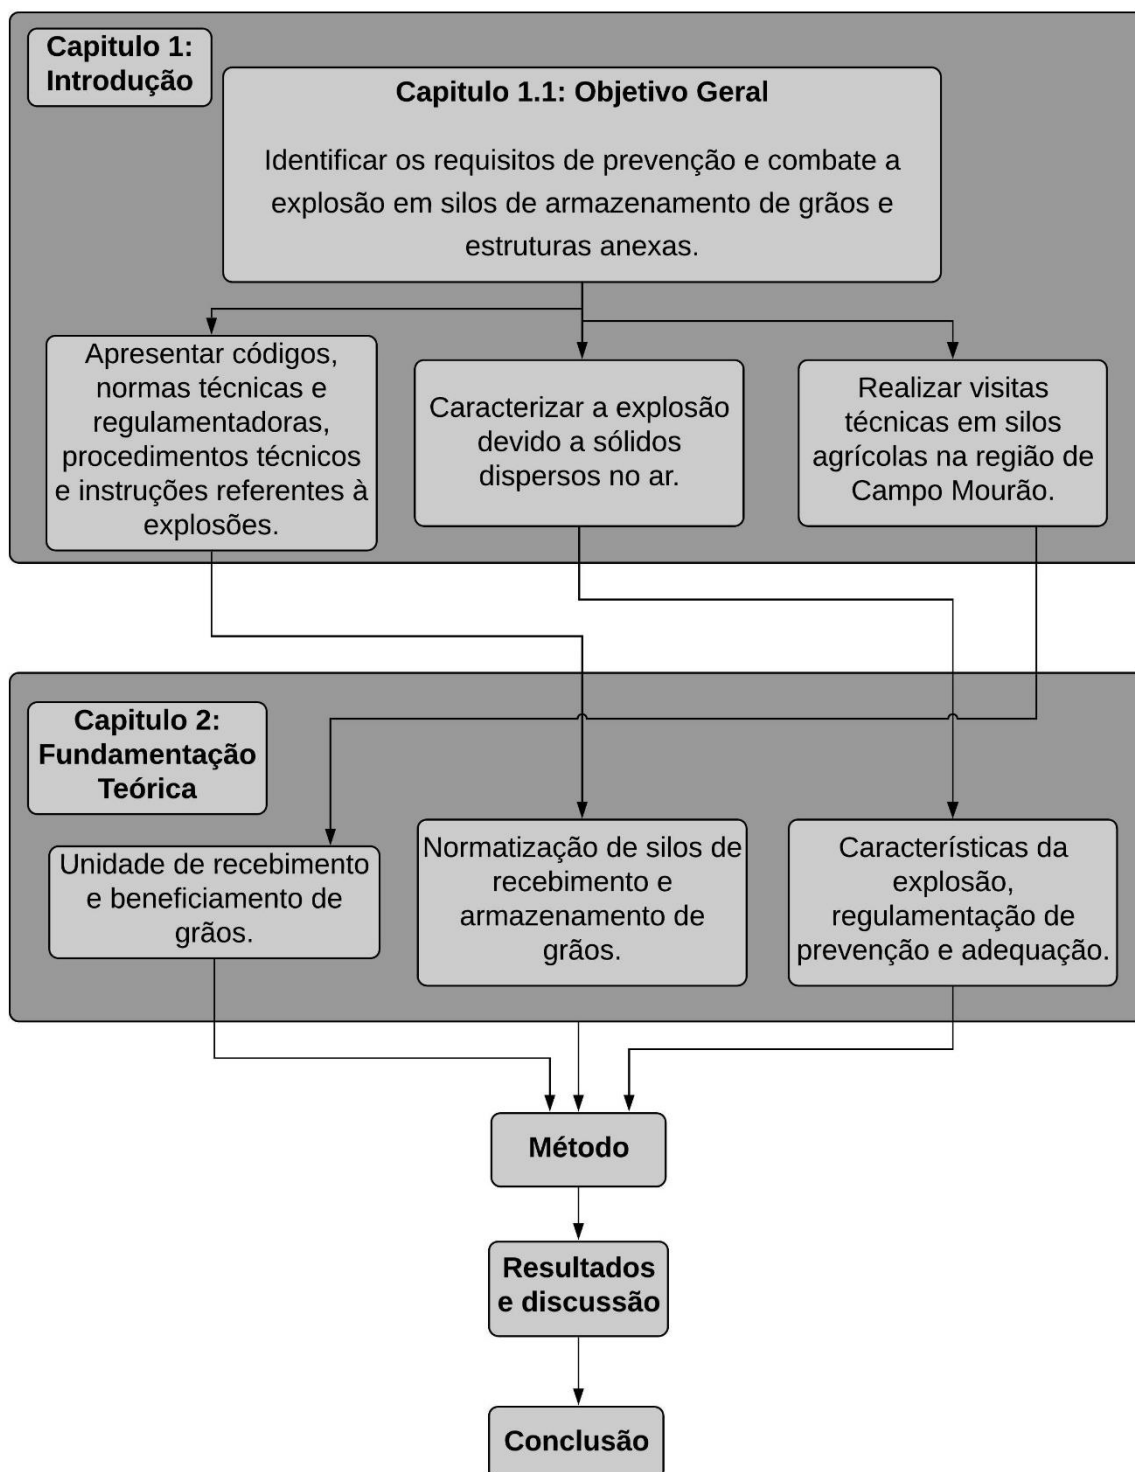 Capitulo 1:
Introdução
Capitulo 1.1: Objetivo Geral
Identificar os requisitos de prevenção e combate a
explosão em silos de armazenamento de grãos e
estruturas anexas.
Apresentar códigos,
normas técnicas e
regulamentadoras,
procedimentos técnicos
e instruções referentes à
explosões.
Caracterizar a explosão
devido a sólidos
dispersos no ar.
Realizar visitas
técnicas em silos
agrícolas na região de
Campo Mourão.
Capitulo 2:
Fundamentação
Teórica
Unidade de recebimento
e beneficiamento de
grãos.
Normatização de silos de
recebimento e
armazenamento de
grãos.
Características da
explosão,
regulamentação de
prevenção e adequação.
Método
Resultados
e discussão
Conclusão